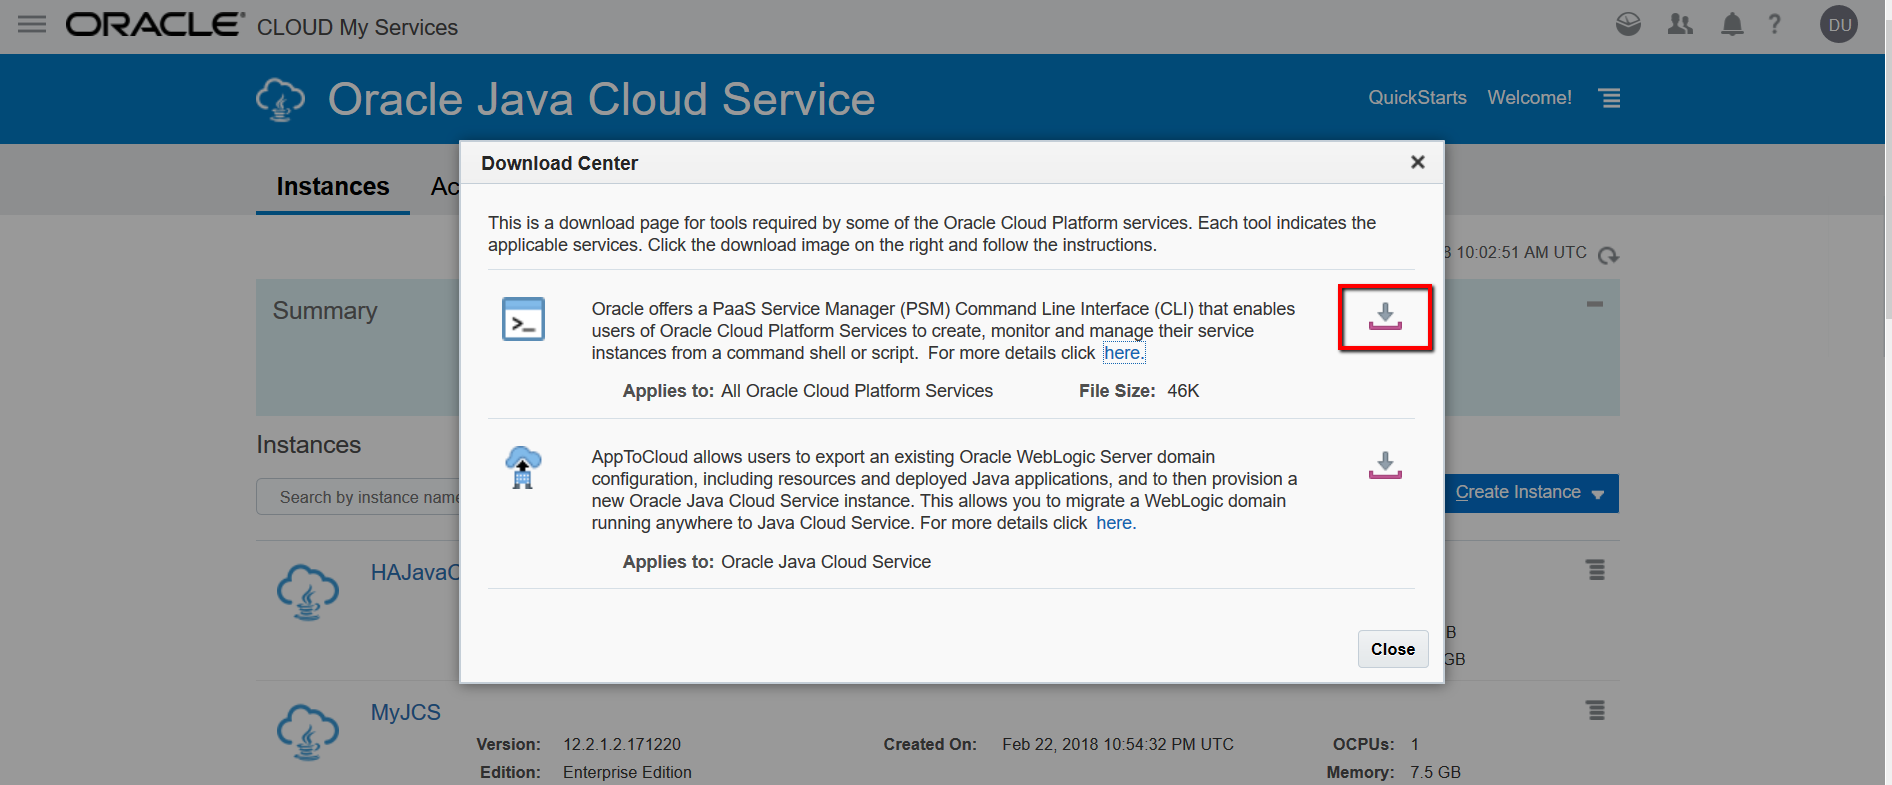 ORACLE CLOUD My Services
? DU
Oracle Java Cloud Service
QuickStarts Welcome!
Download Center
Instances Ac
This is a download page for tools required by some of the Oracle Cloud Platform services. Each tool indicates the
applicable services. Click the download image on the right and follow the instructions.
10:02:51 AM UTC
Summary
Oracle offers a PaaS Service Manager (PSM) Command Line Interface (CLI) that enables
users of Oracle Cloud Platform Services to create, monitor and manage their service
instances from a command shell or script. For more details click here.
Applies to: All Oracle Cloud Platform Services File Size: 46K
Instances
AppToCloud allows users to export an existing Oracle WebLogic Server domain
configuration, including resources and deployed Java applications, and to then provision a
new Oracle Java Cloud Service instance. This allows you to migrate a WebLogic domain
running anywhere to Java Cloud Service. For more details click here.
Search by instance name
Create Instance
Applies to: Oracle Java Cloud Service
HAJavaC
B
GB
Close
MyJCS
Version: 12.2.1.2.171220 Created On: Feb 22, 2018 10:54:32 PM UTC OCPUs: 1
Edition: Enterprise Edition Memory: 7.5 GB